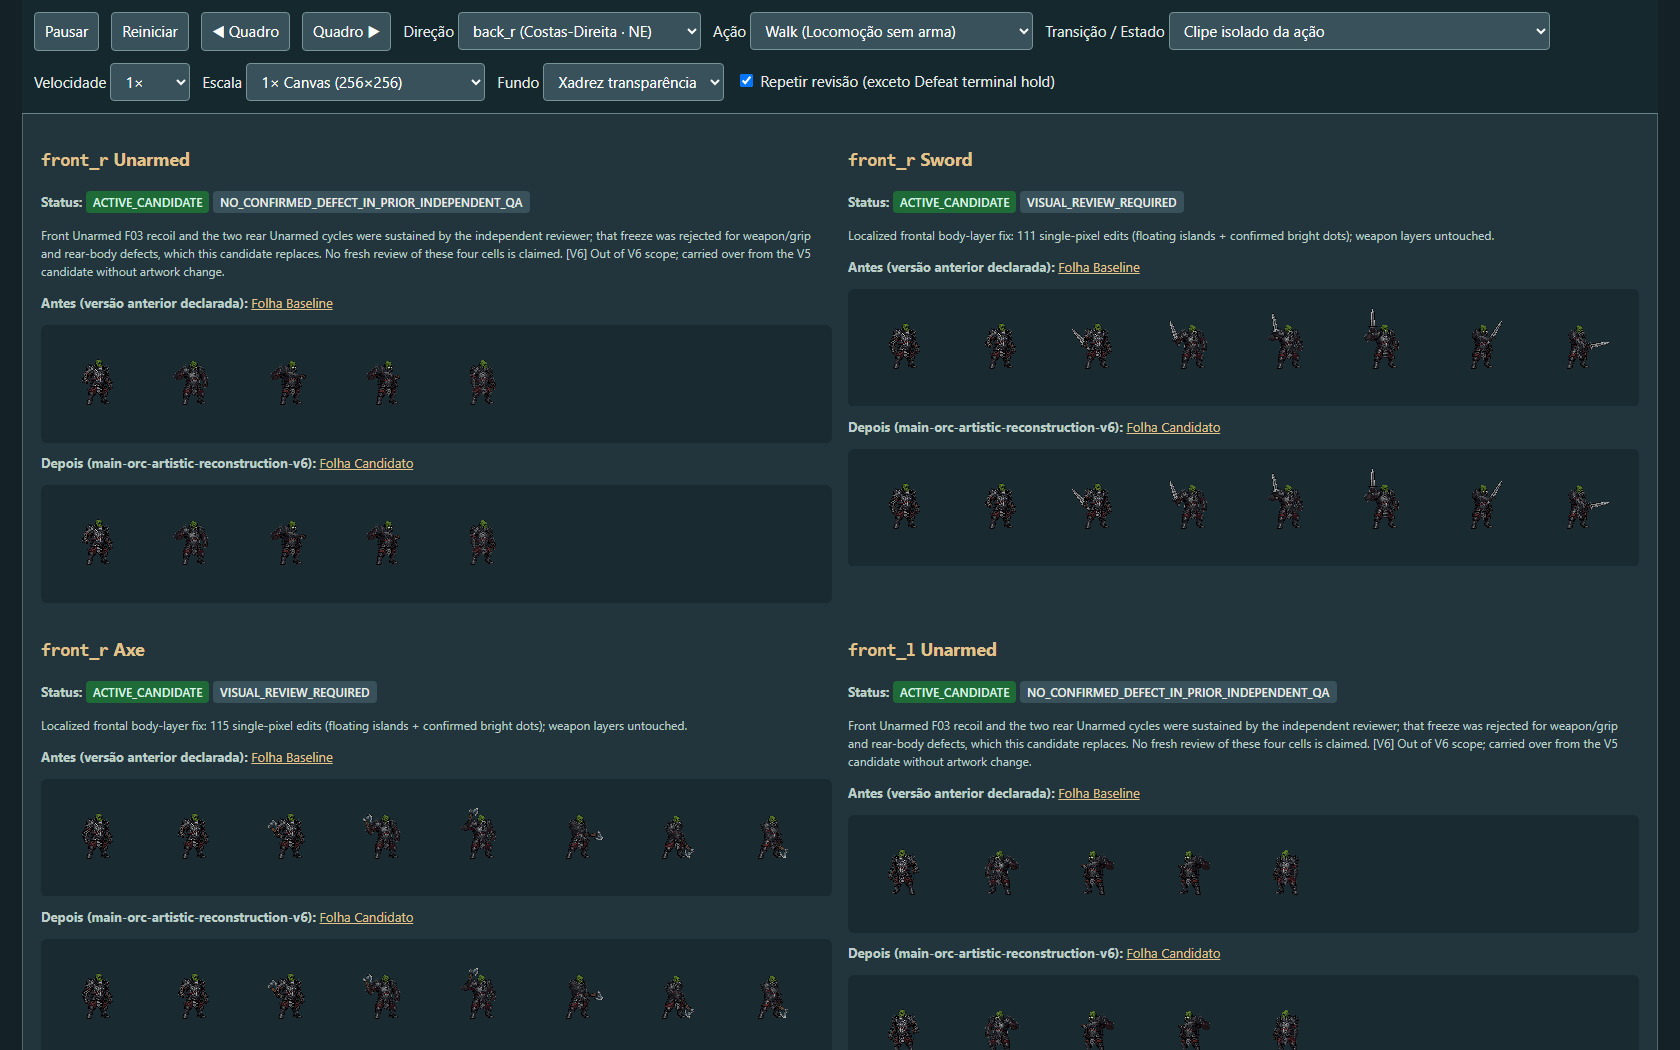 Pausar Reiniciar ◀ Quadro Quadro ▶ Direção back_r (Costas-Direita · NE) Ação Walk (Locomoção sem arma) Transição / Estado Clipe isolado da ação
Velocidade 1× Escala 1× Canvas (256×256) Fundo Xadrez transparência Repetir revisão (exceto Defeat terminal hold)
front_r Unarmed
Status: ACTIVE_CANDIDATE NO_CONFIRMED_DEFECT_IN_PRIOR_INDEPENDENT_QA
Front Unarmed F03 recoil and the two rear Unarmed cycles were sustained by the independent reviewer; that freeze was rejected for weapon/grip
and rear-body defects, which this candidate replaces. No fresh review of these four cells is claimed. [V6] Out of V6 scope; carried over from the V5
candidate without artwork change.
Antes (versão anterior declarada): Folha Baseline
Depois (main-orc-artistic-reconstruction-v6): Folha Candidato
front_r Sword
Status: ACTIVE_CANDIDATE VISUAL_REVIEW_REQUIRED
Localized frontal body-layer fix: 111 single-pixel edits (floating islands + confirmed bright dots); weapon layers untouched.
Antes (versão anterior declarada): Folha Baseline
Depois (main-orc-artistic-reconstruction-v6): Folha Candidato
front_r Axe
Status: ACTIVE_CANDIDATE VISUAL_REVIEW_REQUIRED
Localized frontal body-layer fix: 115 single-pixel edits (floating islands + confirmed bright dots); weapon layers untouched.
Antes (versão anterior declarada): Folha Baseline
Depois (main-orc-artistic-reconstruction-v6): Folha Candidato
front_l Unarmed
Status: ACTIVE_CANDIDATE NO_CONFIRMED_DEFECT_IN_PRIOR_INDEPENDENT_QA
Front Unarmed F03 recoil and the two rear Unarmed cycles were sustained by the independent reviewer; that freeze was rejected for weapon/grip
and rear-body defects, which this candidate replaces. No fresh review of these four cells is claimed. [V6] Out of V6 scope; carried over from the V5
candidate without artwork change.
Antes (versão anterior declarada): Folha Baseline
Depois (main-orc-artistic-reconstruction-v6): Folha Candidato